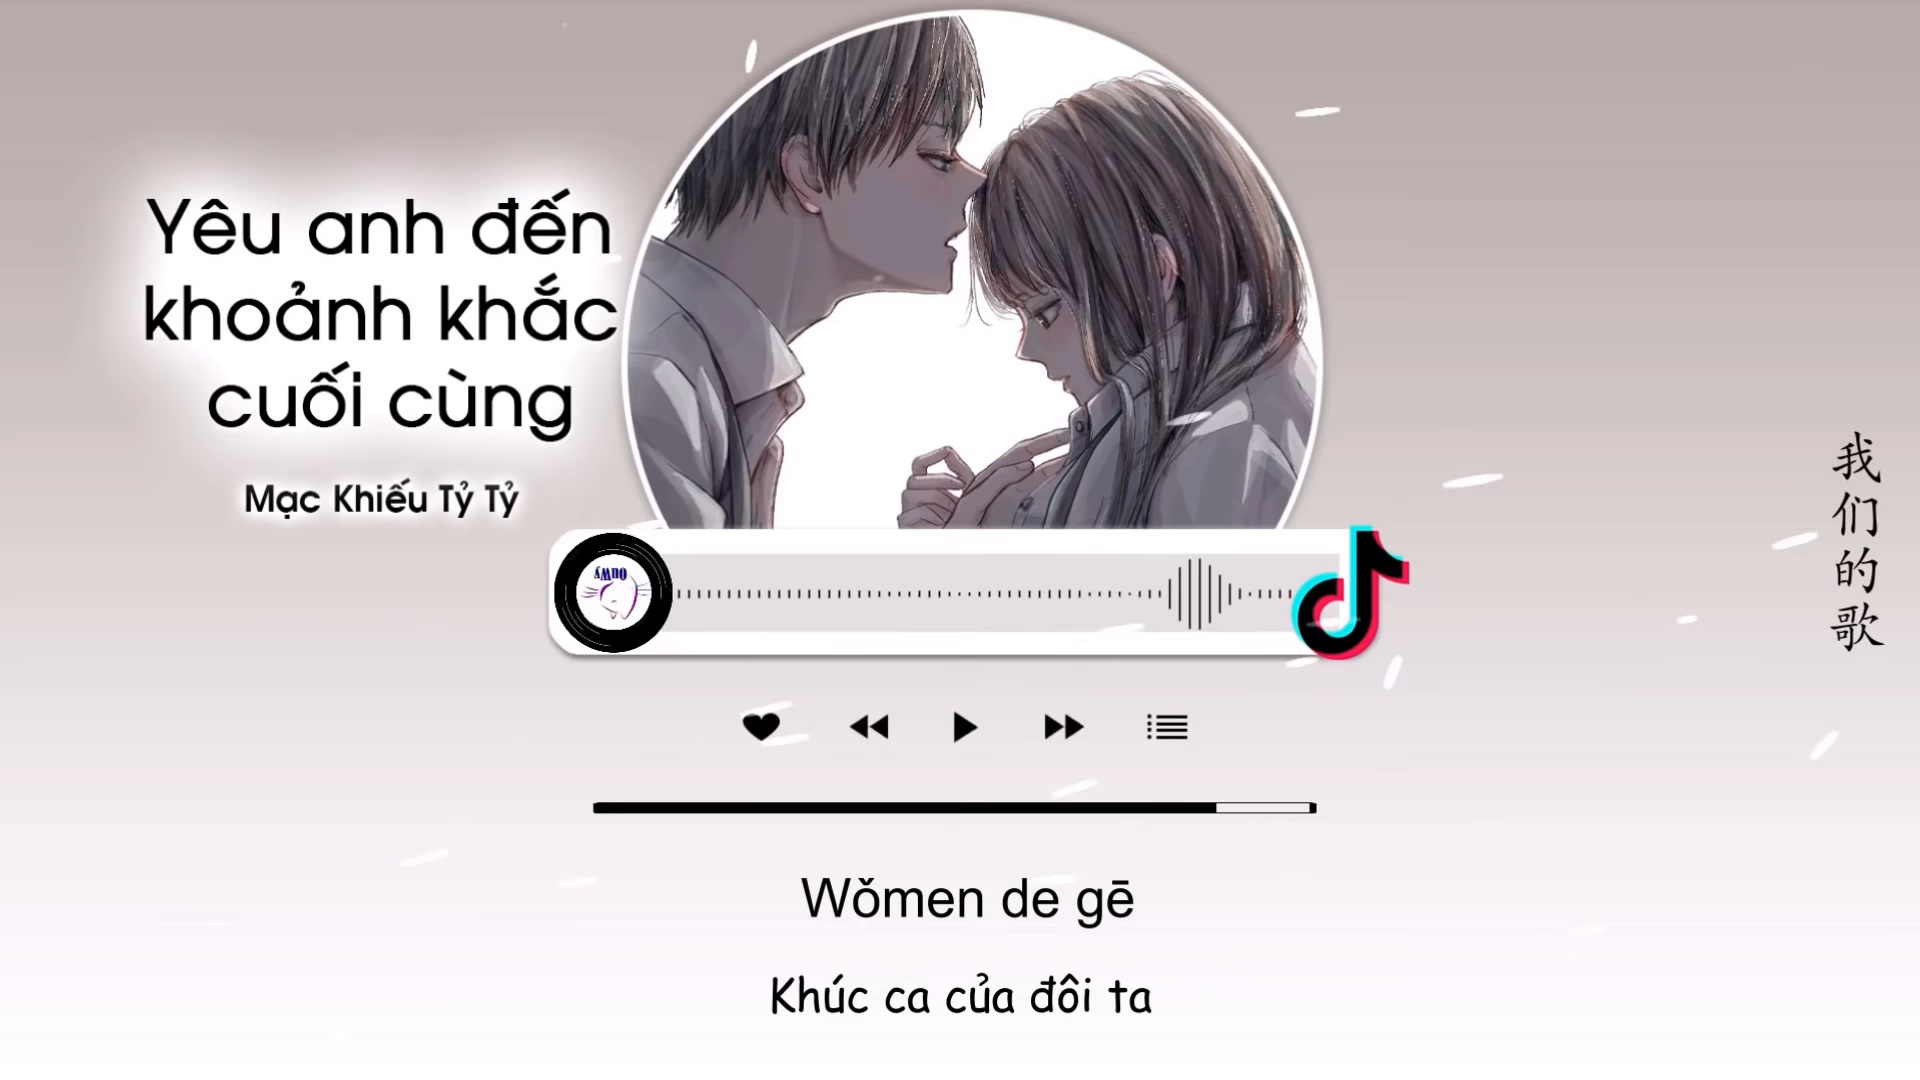 Yêu anh đến
khoảnh khắc
cuối cùng
Mạc Khiếu Tỷ Tỷ
OuWy
我们的歌
Wǒmen de gē
Khúc ca của đôi ta